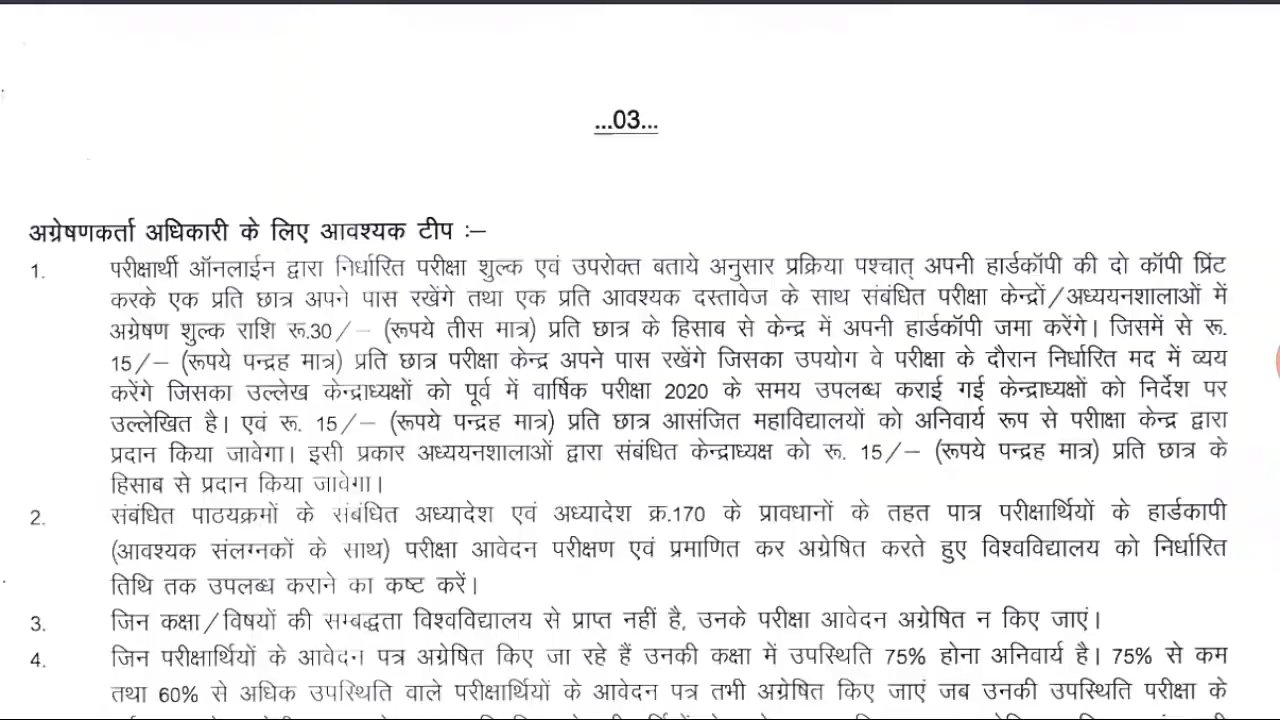 ...03...
अग्रेषणकर्ता अधिकारी के लिए आवश्यक टीप :–
1. परीक्षार्थी ऑनलाईन द्वारा निर्धारित परीक्षा शुल्क एवं उपरोक्त बताये अनुसार प्रक्रिया पश्चात् अपनी हार्डकॉपी की दो कॉपी प्रिंट
करके एक प्रति छात्र अपने पास रखेंगे तथा एक प्रति आवश्यक दस्तावेज के साथ संबंधित परीक्षा केन्द्रों/अध्ययनशालाओं में
अग्रेषण शुल्क राशि रू.30/– (रूपये तीस मात्र) प्रति छात्र के हिसाब से केन्द्र में अपनी हार्डकॉपी जमा करेंगे। जिसमें से रू.
15/– (रूपये पन्द्रह मात्र) प्रति छात्र परीक्षा केन्द्र अपने पास रखेंगे जिसका उपयोग वे परीक्षा के दौरान निर्धारित मद में व्यय
करेंगे जिसका उल्लेख केन्द्राध्यक्षों को पूर्व में वार्षिक परीक्षा 2020 के समय उपलब्ध कराई गई केन्द्राध्यक्षों को निर्देश पर
उल्लेखित है। एवं रू. 15/– (रूपये पन्द्रह मात्र) प्रति छात्र आसंजित महाविद्यालयों को अनिवार्य रूप से परीक्षा केन्द्र द्वारा
प्रदान किया जावेगा। इसी प्रकार अध्ययनशालाओं द्वारा संबंधित केन्द्राध्यक्ष को रू. 15/– (रूपये पन्द्रह मात्र) प्रति छात्र के
हिसाब से प्रदान किया जावेगा।
2. संबंधित पाठयक्रमों के संबंधित अध्यादेश एवं अध्यादेश क्र.170 के प्रावधानों के तहत पात्र परीक्षार्थियों के हार्डकापी
(आवश्यक संलग्नकों के साथ) परीक्षा आवेदन परीक्षण एवं प्रमाणित कर अग्रेषित करते हुए विश्वविद्यालय को निर्धारित
तिथि तक उपलब्ध कराने का कष्ट करें।
3. जिन कक्षा/विषयों की सम्बद्धता विश्वविद्यालय से प्राप्त नहीं है, उनके परीक्षा आवेदन अग्रेषित न किए जाएं।
4. जिन परीक्षार्थियों के आवेदन पत्र अग्रेषित किए जा रहे हैं उनकी कक्षा में उपस्थिति 75% होना अनिवार्य है। 75% से कम
तथा 60% से अधिक उपस्थिति वाले परीक्षार्थियों के आवेदन पत्र तभी अग्रेषित किए जाएं जब उनकी उपस्थिति परीक्षा के